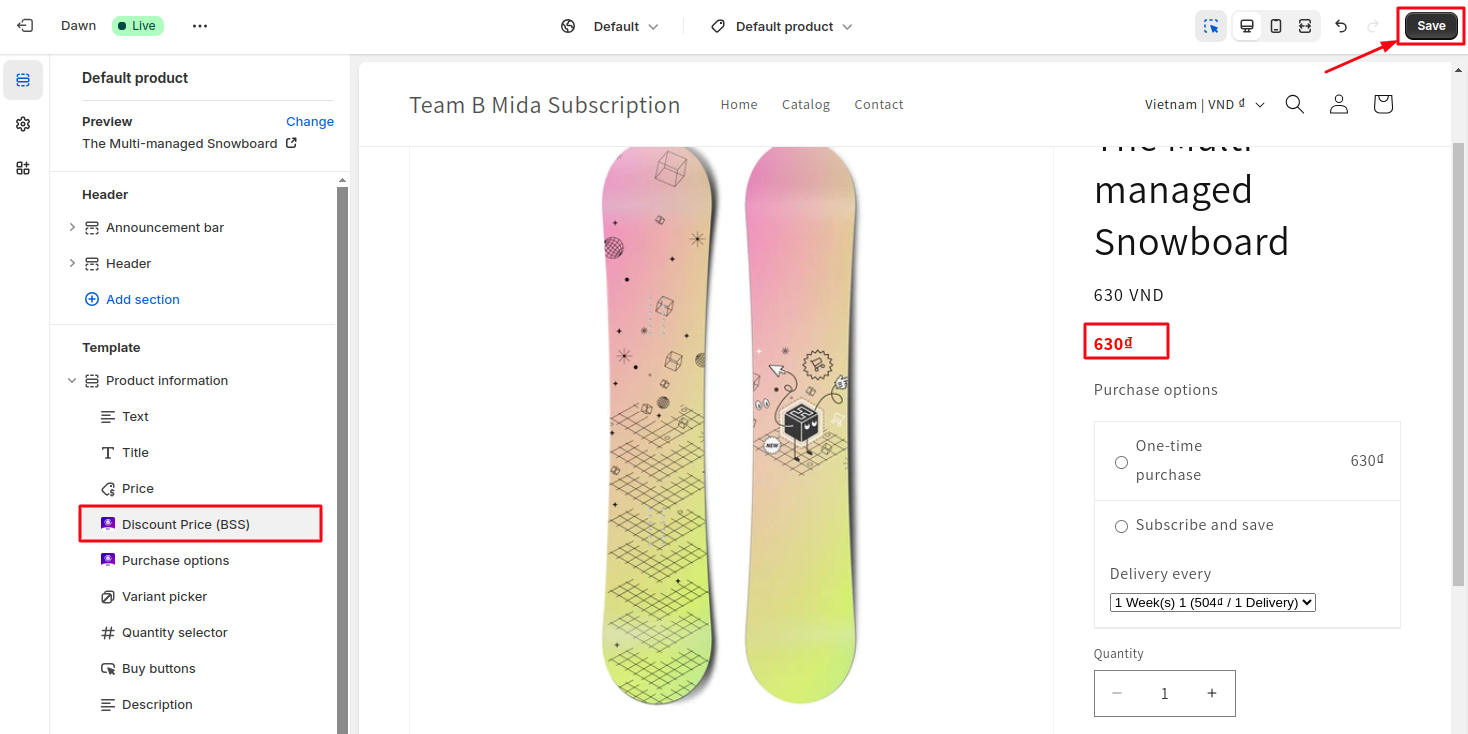 Dawn
Live
Default
Default product
Save
Default product
Preview
Change
The Multi-managed Snowboard
Header
Announcement bar
Header
Add section
Template
Product information
Text
Title
Price
Discount Price (BSS)
Purchase options
Variant picker
Quantity selector
Buy buttons
Description
Team B Mida Subscription
Home
Catalog
Contact
Vietnam | VND ₫
The Multi-
managed
Snowboard
630 VND
630₫
Purchase options
One-time
purchase
630₫
Subscribe and save
Delivery every
1 Week(s) 1 (504₫ / 1 Delivery)
Quantity
1
NEW